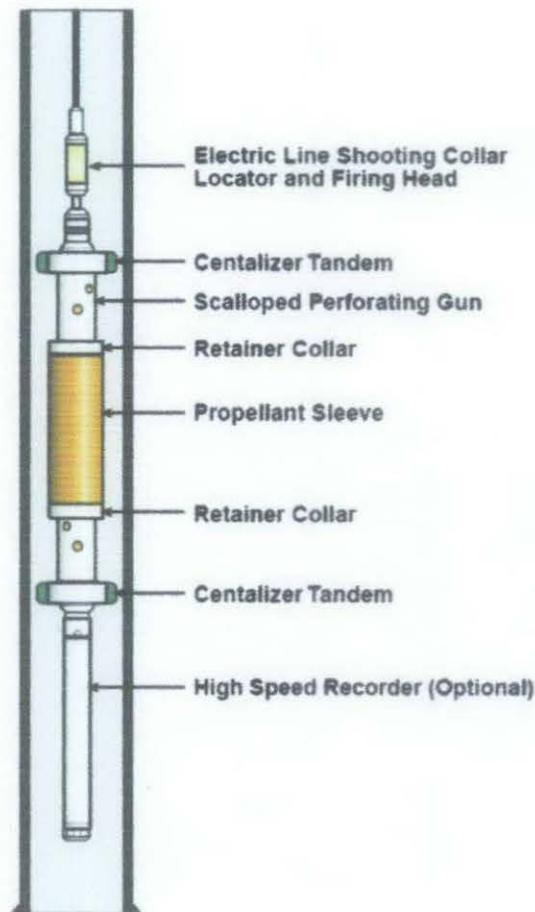 Electric Line Shooting Collar
Locator and Firing Head
Centalizer Tandem
Scalloped Perforating Gun
Retainer Collar
Propellant Sleeve
Retainer Collar
Centalizer Tandem
High Speed Recorder (Optional)